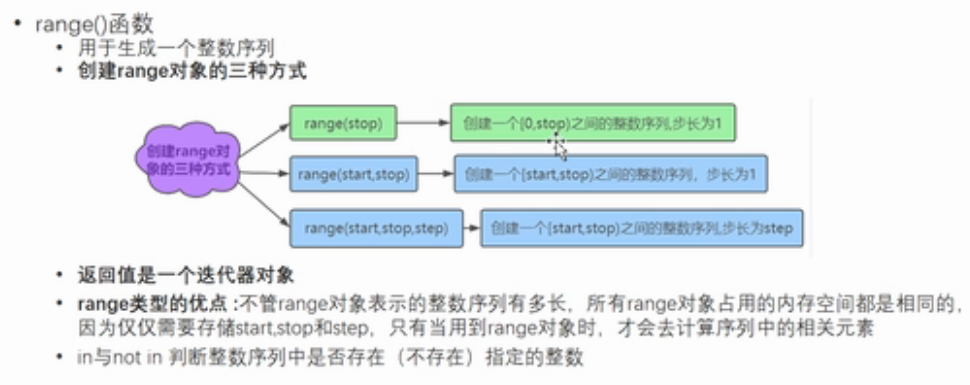 range()函数
用于生成一个整数序列
创建range对象的三种方式
创建range对
象的三种方式
range(stop)
创建一个[0,stop)之间的整数序列,步长为1
range(start,stop)
创建一个[start,stop)之间的整数序列，步长为1
range(start,stop,step)
创建一个[start,stop)之间的整数序列,步长为step
返回值是一个迭代器对象
range类型的优点 :不管range对象表示的整数序列有多长，所有range对象占用的内存空间都是相同的,
因为仅仅需要存储start,stop和step，只有当用到range对象时，才会去计算序列中的相关元素
in与not in 判断整数序列中是否存在（不存在）指定的整数